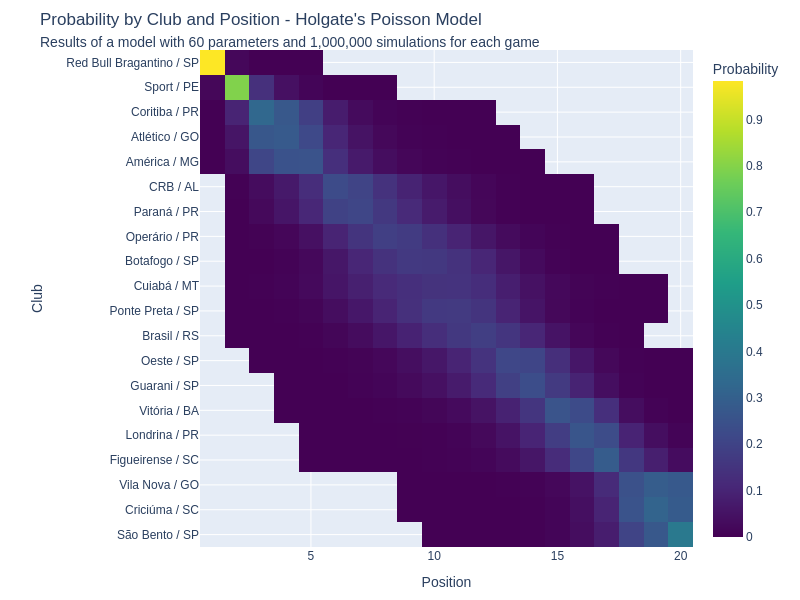 Probability by Club and Position - Holgate's Poisson Model
Results of a model with 60 parameters and 1,000,000 simulations for each game
Red Bull Bragantino / SP
Sport / PE
Coritiba / PR
Atlético / GO
América / MG
CRB / AL
Paraná / PR
Operário / PR
Botafogo / SP
Cuiabá / MT
Ponte Preta / SP
Brasil / RS
Oeste / SP
Guarani / SP
Vitória / BA
Londrina / PR
Figueirense / SC
Vila Nova / GO
Criciúma / SC
São Bento / SP
Club
5
10
15
20
Position
Probability
0.9
0.8
0.7
0.6
0.5
0.4
0.3
0.2
0.1
0